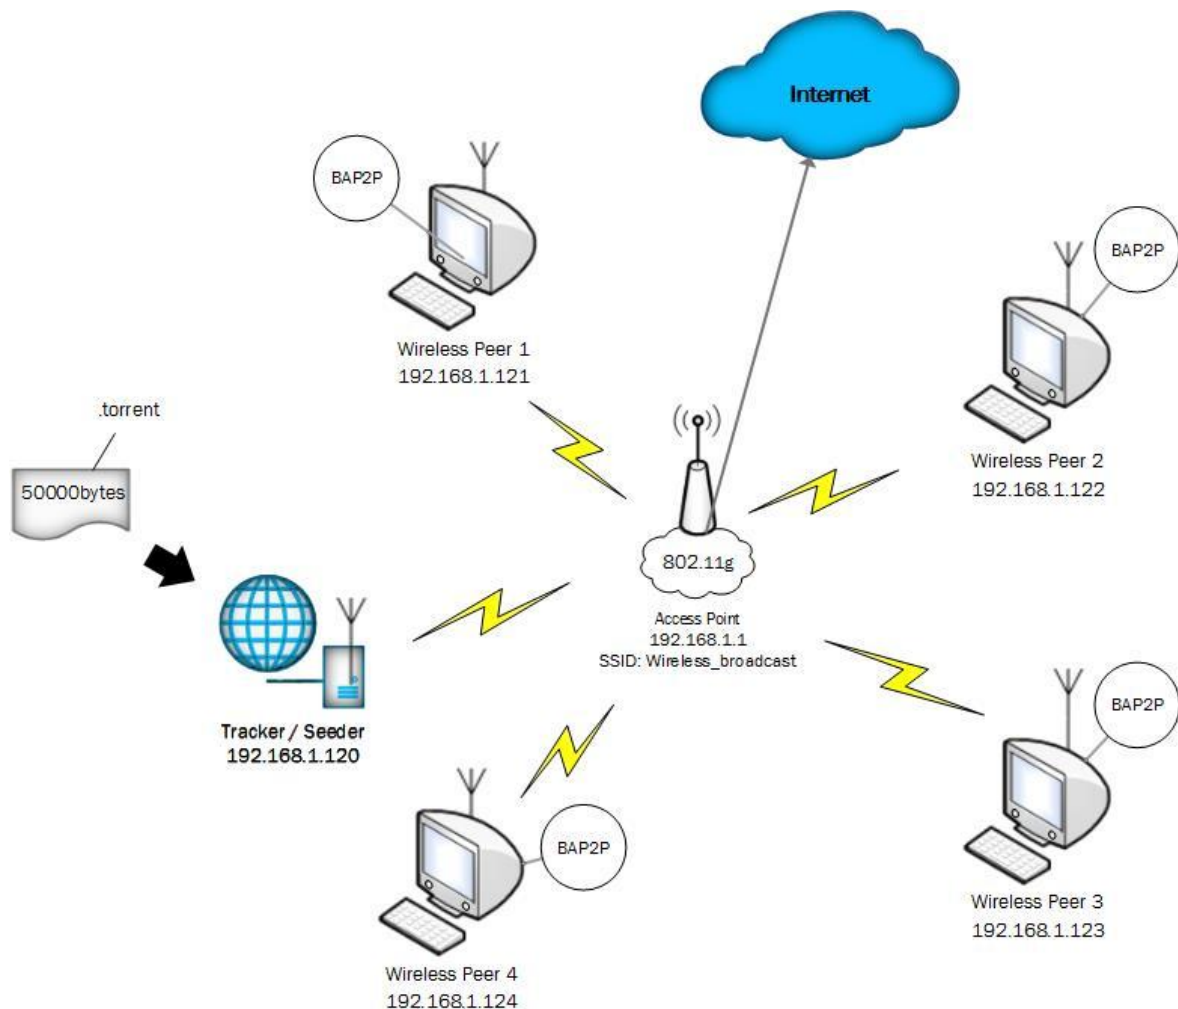 Internet
BAP2P
Wireless Peer 1
192.168.1.121
BAP2P
Wireless Peer 2
192.168.1.122
.torrent
50000bytes
802.11g
Access Point
192.168.1.1
SSID: Wireless_broadcast
Tracker / Seeder
192.168.1.120
BAP2P
Wireless Peer 3
192.168.1.123
BAP2P
Wireless Peer 4
192.168.1.124